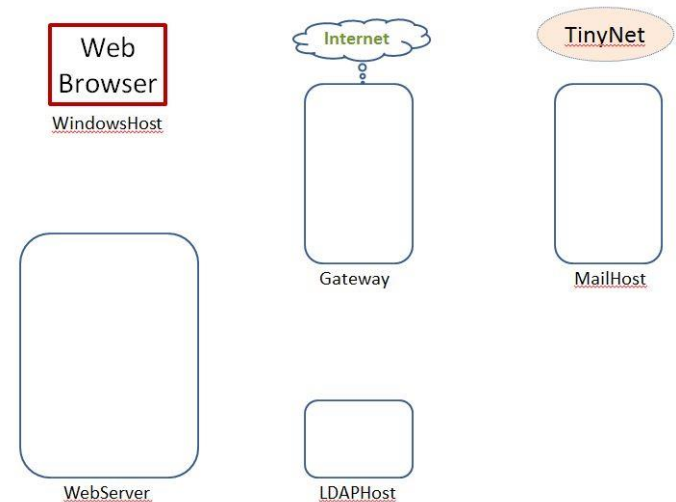 Web
Browser
WindowsHost
Internet
TinyNet
Gateway
MailHost
WebServer
LDAPHost